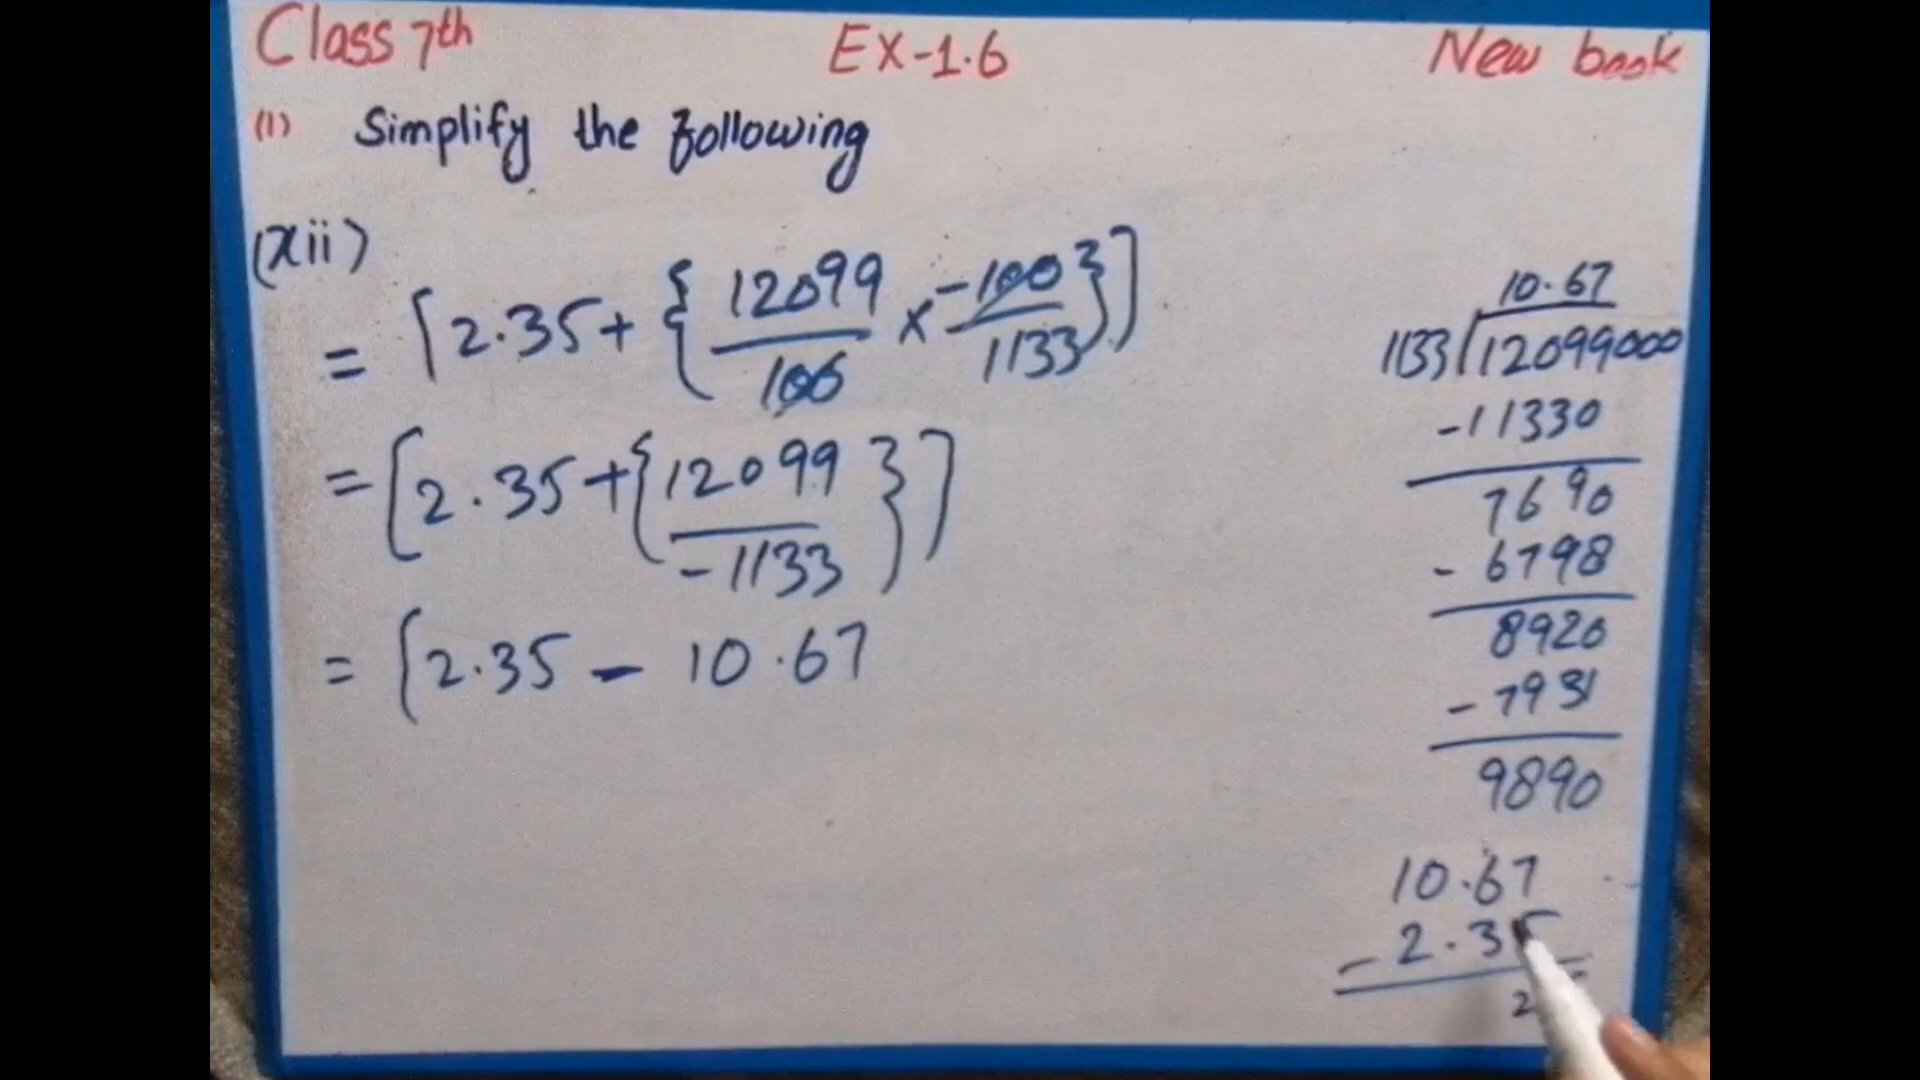 Class 7th EX-1.6 New book
(1) Simplify the following
(xii)
= [2.35+ {12099/100 × -100/1133}]
= [2.35+{12099/-1133}]
= [2.35 - 10.67
10.67
1133)12099000
-11330
7690
- 6798
8920
- 7931
9890
10.67
- 2.35
2